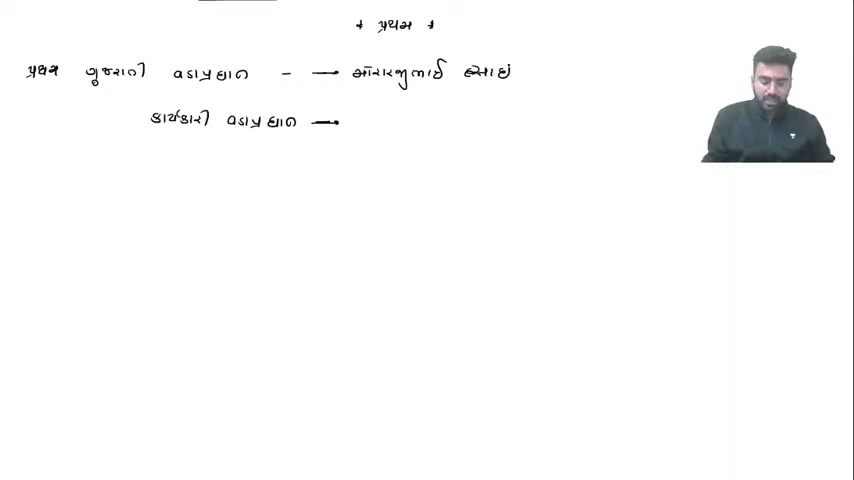 * પ્રથમ *
પ્રથમ ગુજરાતી વડાપ્રધાન - → મોરારજીભાઈ દેસાઈ
કાર્યકારી વડાપ્રધાન →